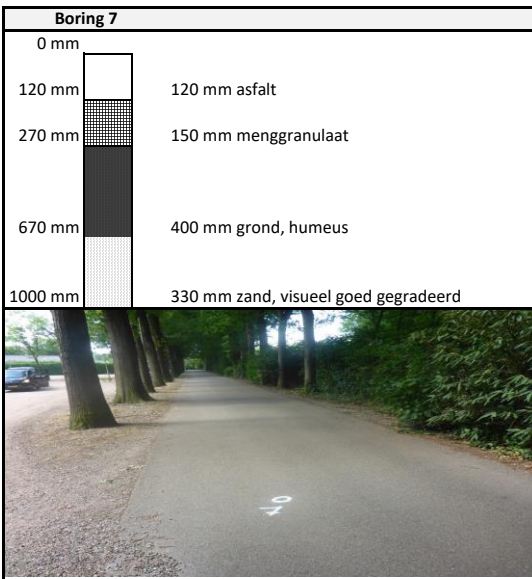 Boring 7
0 mm
120 mm 120 mm asfalt
270 mm 150 mm menggranulaat
670 mm 400 mm grond, humeus
1000 mm 330 mm zand, visueel goed gegradeerd
7